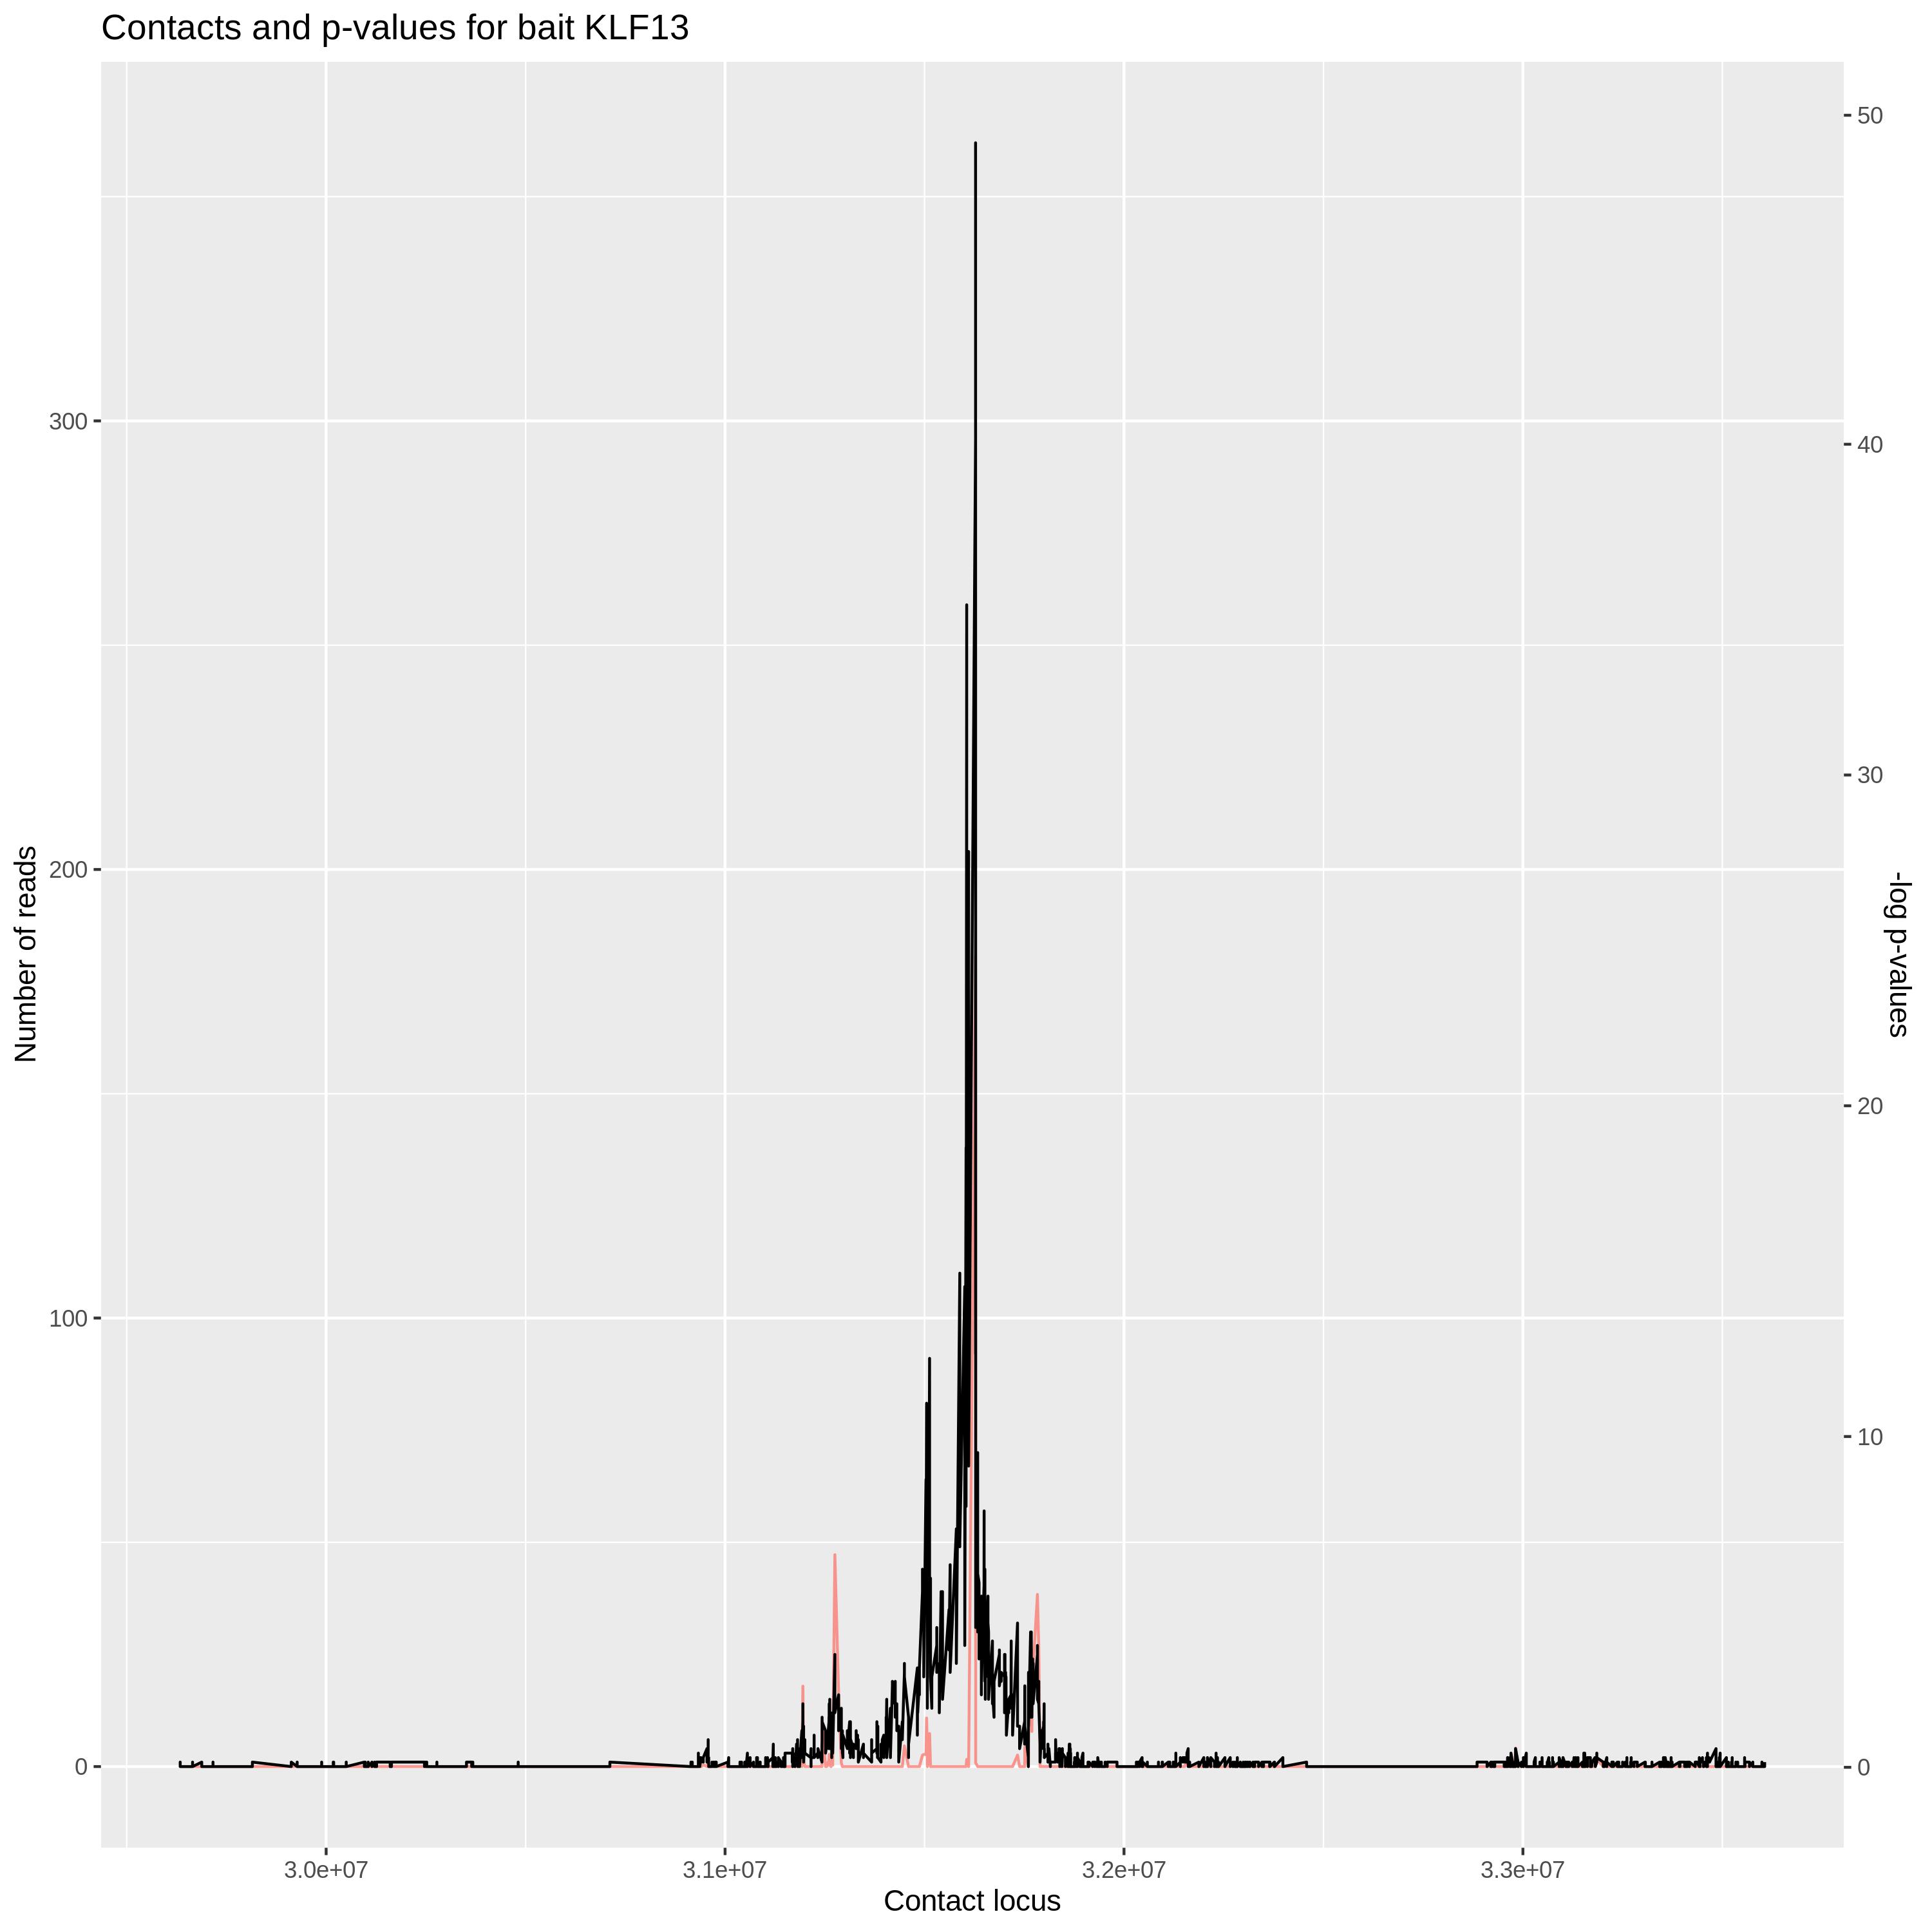 Contacts and p-values for bait KLF13
50
300
40
30
200
20
100
10
0
0
Number of reads
-log p-values
3.0e+07
3.1e+07
3.2e+07
3.3e+07
Contact locus